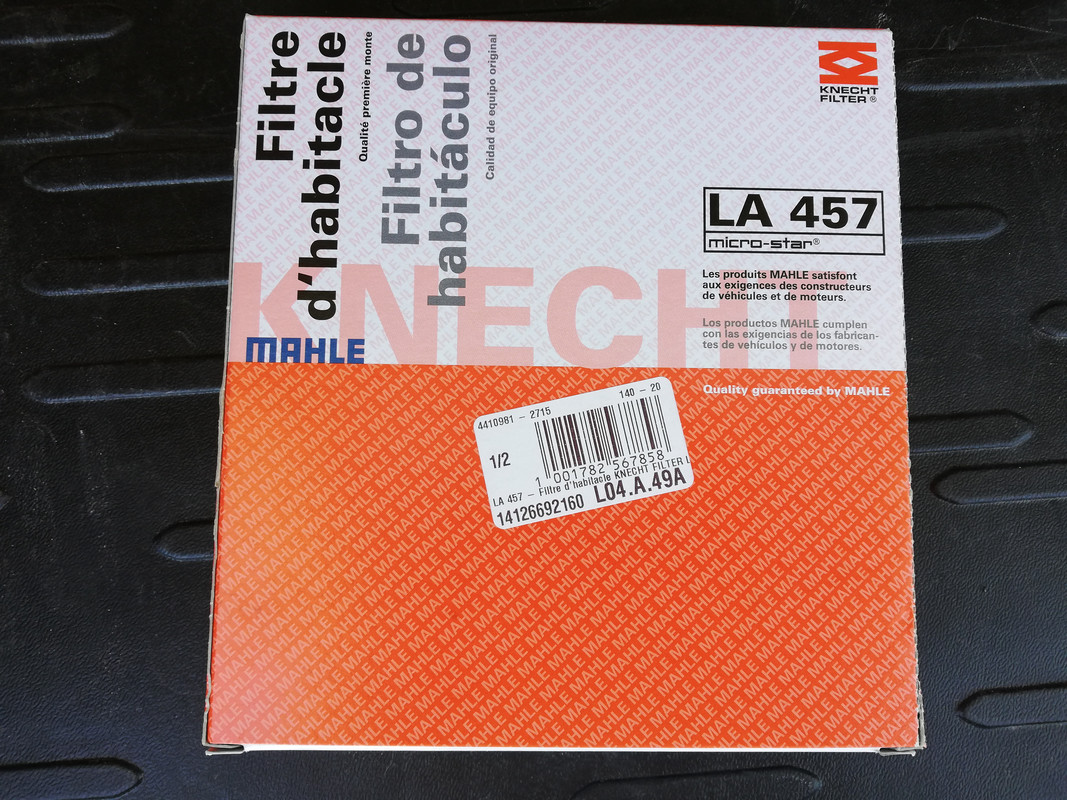 Filtre
d'habitacle
Qualité première monte
Filtro de
habitáculo
Calidad de equipo original
KNECHT
FILTER®
LA 457
micro-star®
Les produits MAHLE satisfont
aux exigences des constructeurs
de véhicules et de moteurs.
Los productos MAHLE cumplen
con las exigencias de los fabrican-
tes de vehículos y de motores.
KNECHT
MAHLE
Quality guaranteed by MAHLE
4410981 - 2715
140 - 20
1/2
1 001782 567858
LA 457 - Filtre d'habitacle KNECHT FILTER L
14126692160 L04.A.49A